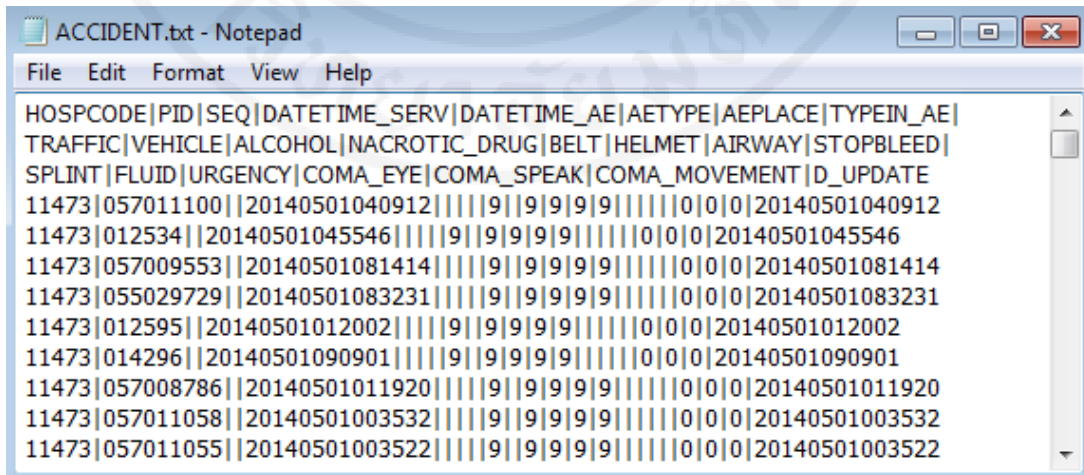 ACCIDENT.txt - Notepad
File Edit Format View Help
HOSPCODE|PID|SEQ|DATETIME_SERV|DATETIME_AE|AETYPE|AEPLACE|TYPEIN_AE|
TRAFFIC|VEHICLE|ALCOHOL|NACROTIC_DRUG|BELT|HELMET|AIRWAY|STOPBLEED|
SPLINT|FLUID|URGENCY|COMA_EYE|COMA_SPEAK|COMA_MOVEMENT|D_UPDATE
11473|057011100||20140501040912|||||9||9|9|9|9||||||0|0|0|20140501040912
11473|012534||20140501045546|||||9||9|9|9|9||||||0|0|0|20140501045546
11473|057009553||20140501081414|||||9||9|9|9|9||||||0|0|0|20140501081414
11473|055029729||20140501083231|||||9||9|9|9|9||||||0|0|0|20140501083231
11473|012595||20140501012002|||||9||9|9|9|9||||||0|0|0|20140501012002
11473|014296||20140501090901|||||9||9|9|9|9||||||0|0|0|20140501090901
11473|057008786||20140501011920|||||9||9|9|9|9||||||0|0|0|20140501011920
11473|057011058||20140501003532|||||9||9|9|9|9||||||0|0|0|20140501003532
11473|057011055||20140501003522|||||9||9|9|9|9||||||0|0|0|20140501003522